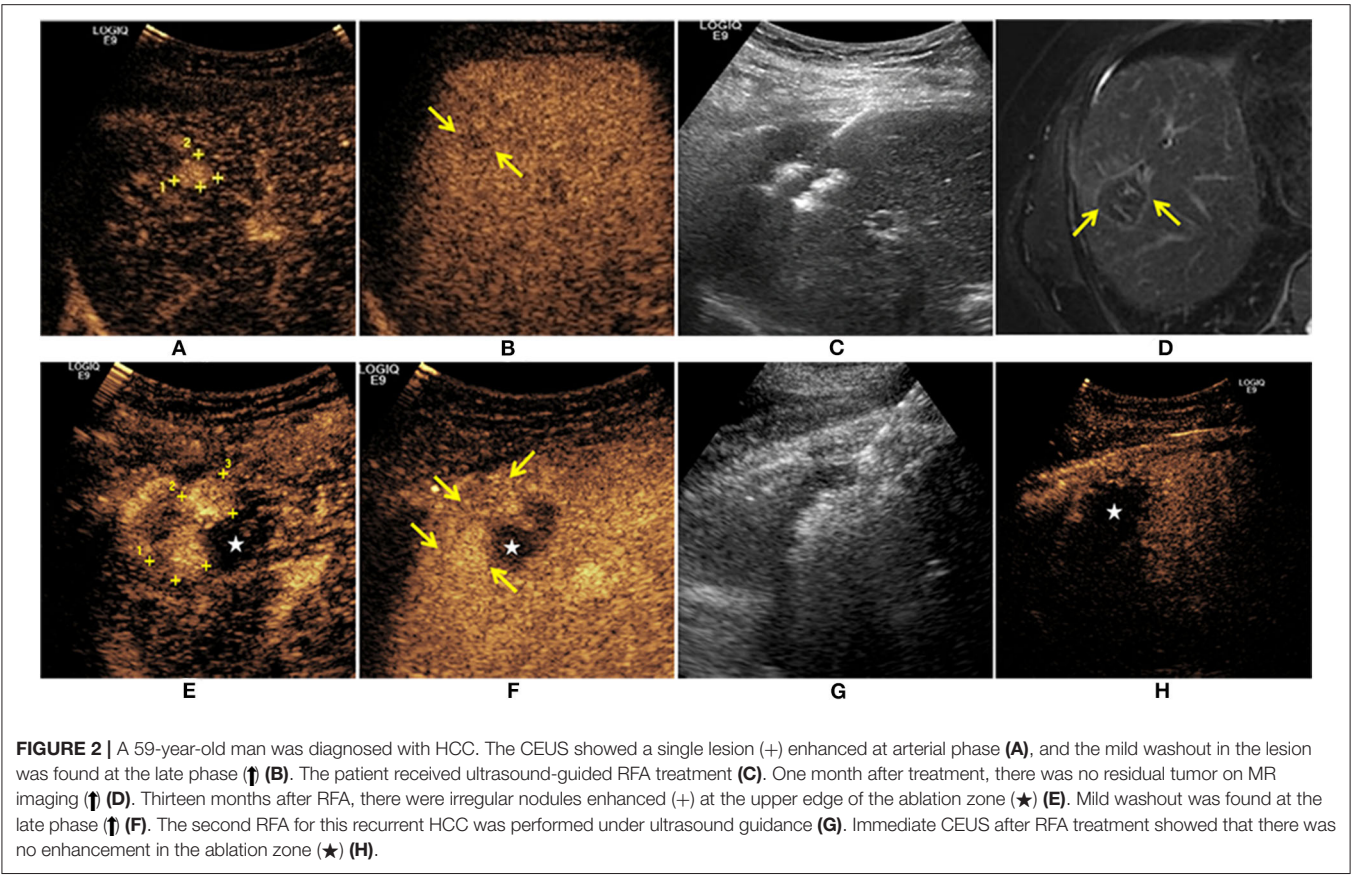 LOGIQ
E9
2
1
A
B
LOGIQ
E9
C
D
LOGIQ
E9
3
2
1
E
LOGIQ
E9
F
G
LOGIQ
E9
H
FIGURE 2 | A 59-year-old man was diagnosed with HCC. The CEUS showed a single lesion (+) enhanced at arterial phase (A), and the mild washout in the lesion
was found at the late phase (⬆) (B). The patient received ultrasound-guided RFA treatment (C). One month after treatment, there was no residual tumor on MR
imaging (⬆) (D). Thirteen months after RFA, there were irregular nodules enhanced (+) at the upper edge of the ablation zone (★) (E). Mild washout was found at the
late phase (⬆) (F). The second RFA for this recurrent HCC was performed under ultrasound guidance (G). Immediate CEUS after RFA treatment showed that there was
no enhancement in the ablation zone (★) (H).